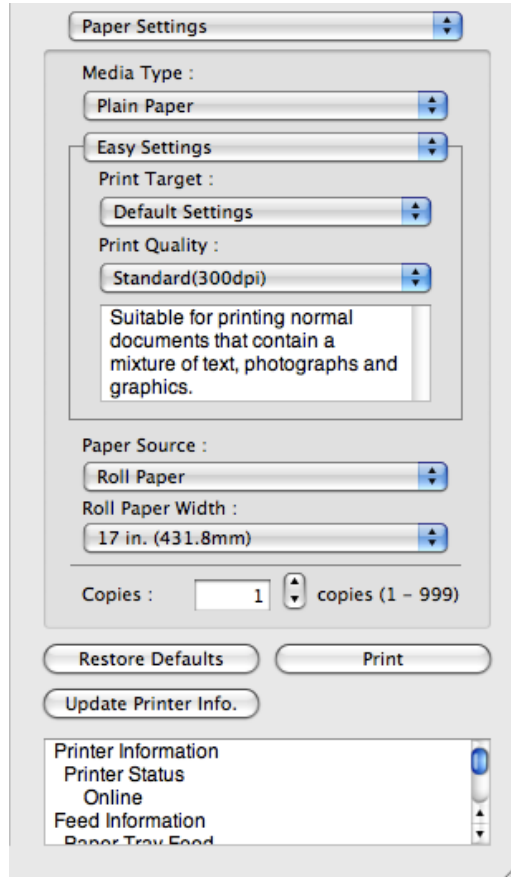 Paper Settings
Media Type :
Plain Paper
Easy Settings
Print Target :
Default Settings
Print Quality :
Standard(300dpi)
Suitable for printing normal
documents that contain a
mixture of text, photographs and
graphics.
Paper Source :
Roll Paper
Roll Paper Width :
17 in. (431.8mm)
Copies : 1 copies (1 – 999)
Restore Defaults Print
Update Printer Info.
Printer Information
Printer Status
Online
Feed Information
Paper Tray Feed